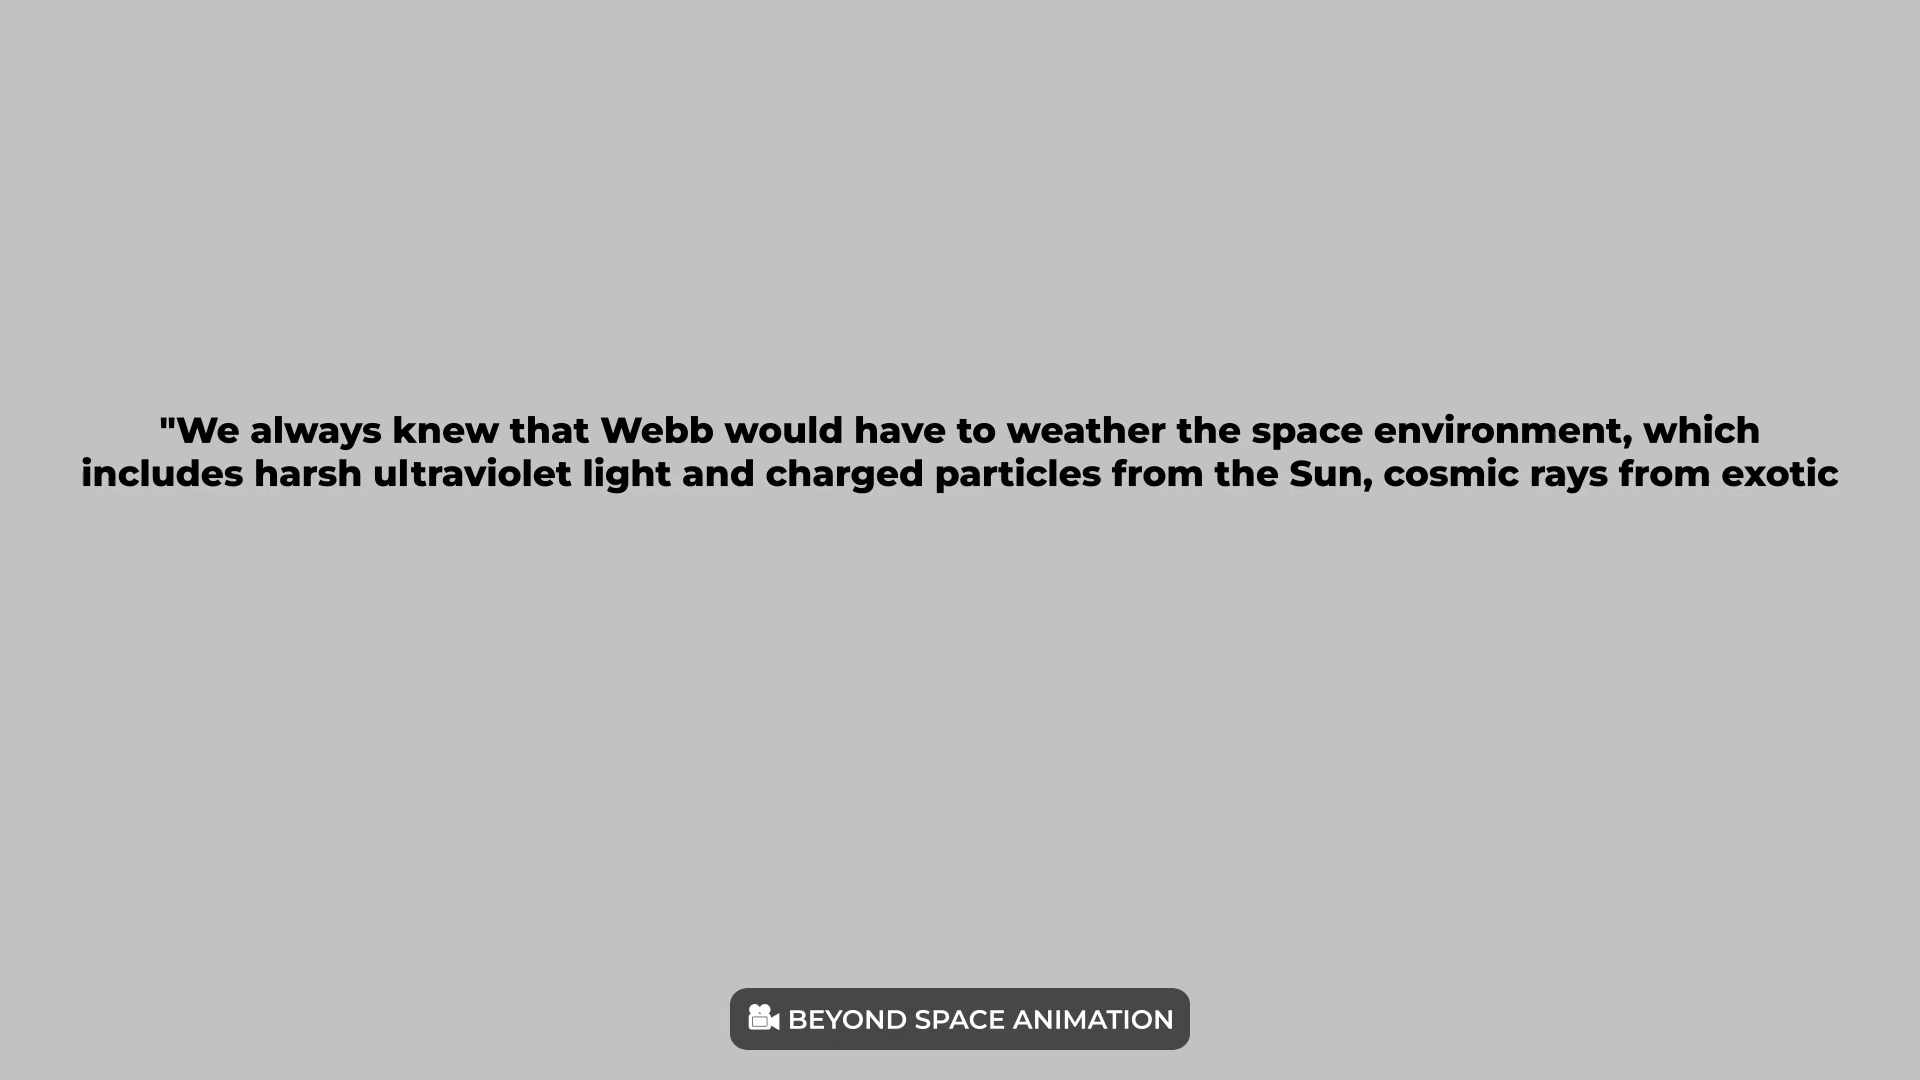 "We always knew that Webb would have to weather the space environment, which
includes harsh ultraviolet light and charged particles from the Sun, cosmic rays from exotic
BEYOND SPACE ANIMATION